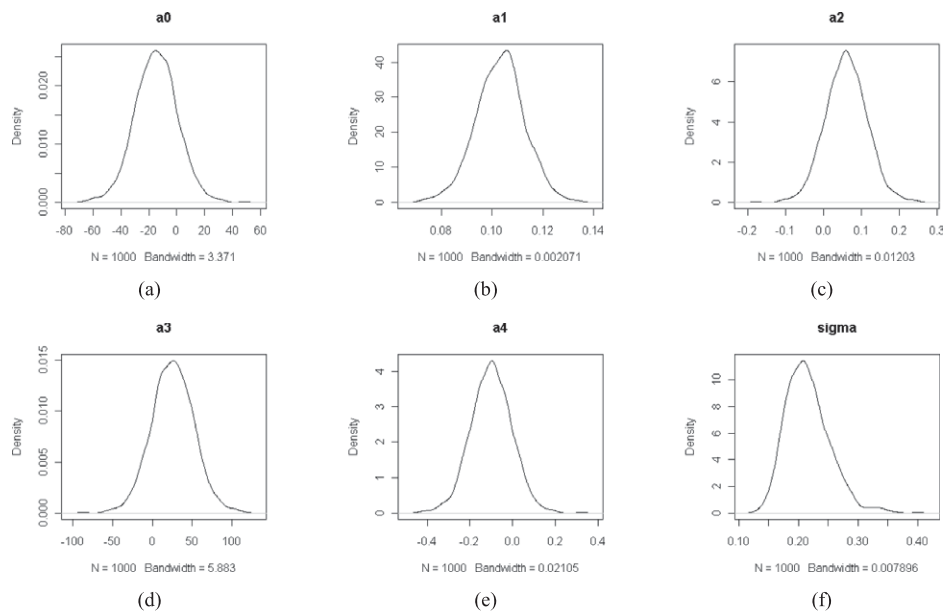 a0
Density
0.000 0.010 0.020
-80 -60 -40 -20 0 20 40 60
N = 1000 Bandwidth = 3.371
(a)
a1
Density
0 10 20 30 40
0.08 0.10 0.12 0.14
N = 1000 Bandwidth = 0.002071
(b)
a2
Density
0 2 4 6
-0.2 -0.1 0.0 0.1 0.2 0.3
N = 1000 Bandwidth = 0.01203
(c)
a3
Density
0.000 0.005 0.010 0.015
-100 -50 0 50 100
N = 1000 Bandwidth = 5.883
(d)
a4
Density
0 1 2 3 4
-0.4 -0.2 0.0 0.2 0.4
N = 1000 Bandwidth = 0.02105
(e)
sigma
Density
0 2 4 6 8 10
0.10 0.20 0.30 0.40
N = 1000 Bandwidth = 0.007896
(f)